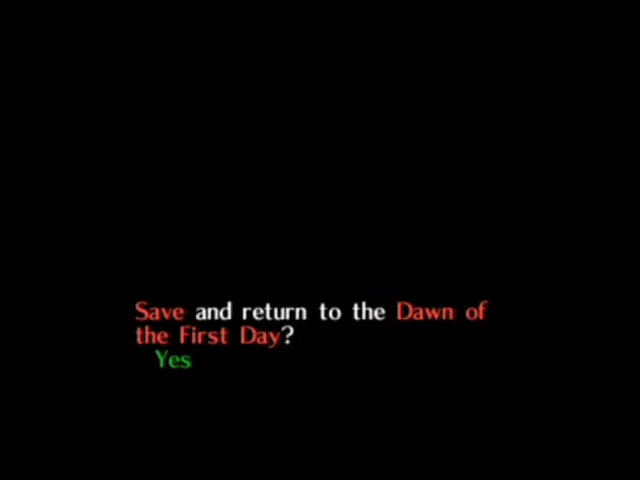 Save and return to the Dawn of
the First Day?
Yes